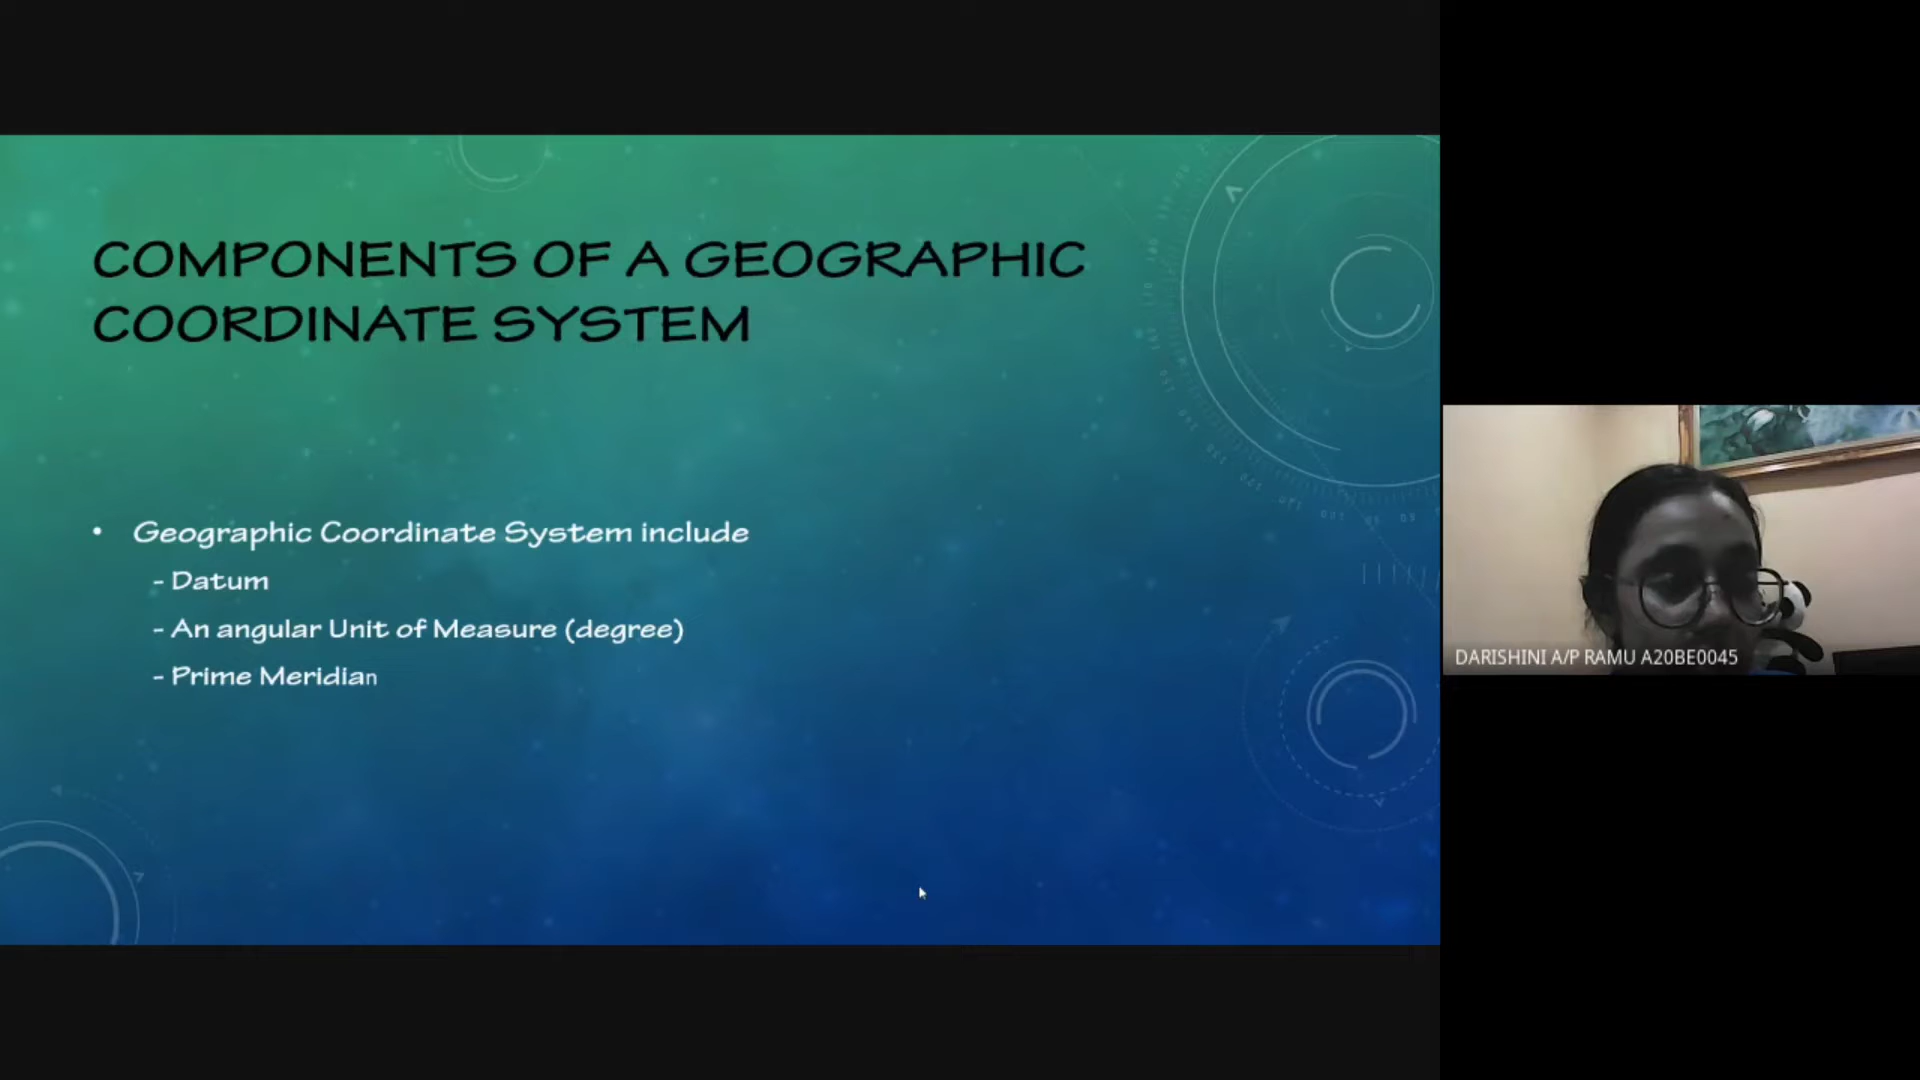 COMPONENTS OF A GEOGRAPHIC
COORDINATE SYSTEM
• Geographic Coordinate System include
- Datum
- An angular Unit of Measure (degree)
- Prime Meridian
DARISHINI A/P RAMU A20BE0045